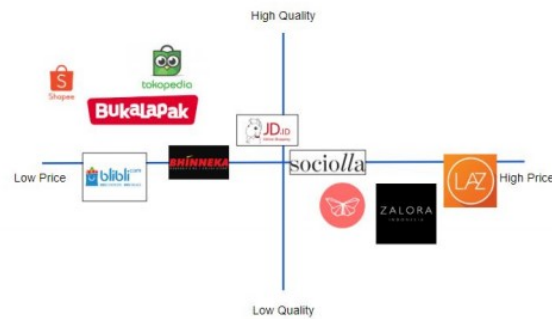 High Quality
Shopee
tokopedia
BUKALAPAK
JD.ID
Low Price
blibli.com
BHINNEKA
sociolla
ZALORA
INDONESIA
LAZ
High Price
Low Quality